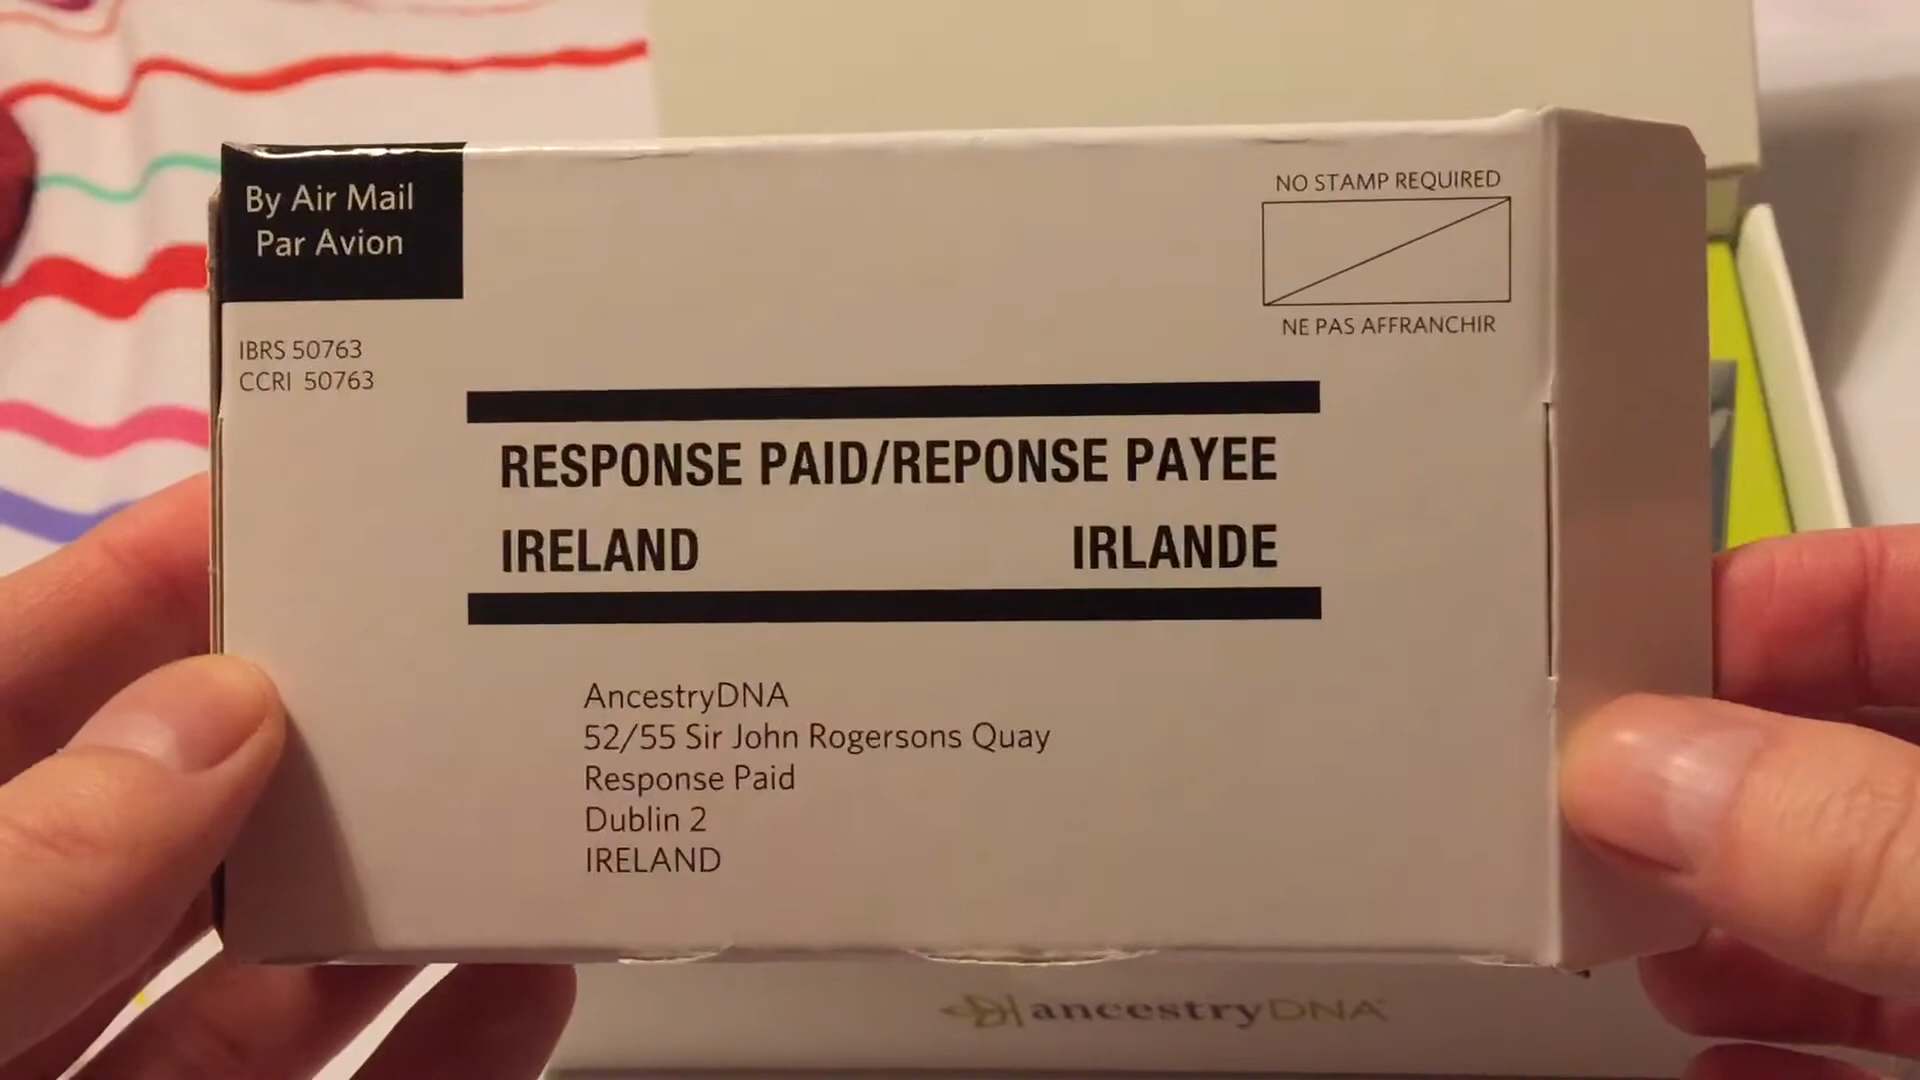 By Air Mail
Par Avion
NO STAMP REQUIRED
NE PAS AFFRANCHIR
IBRS 50763
CCRI 50763
RESPONSE PAID/REPONSE PAYEE
IRELAND IRLANDE
AncestryDNA
52/55 Sir John Rogersons Quay
Response Paid
Dublin 2
IRELAND
ancestryDNA